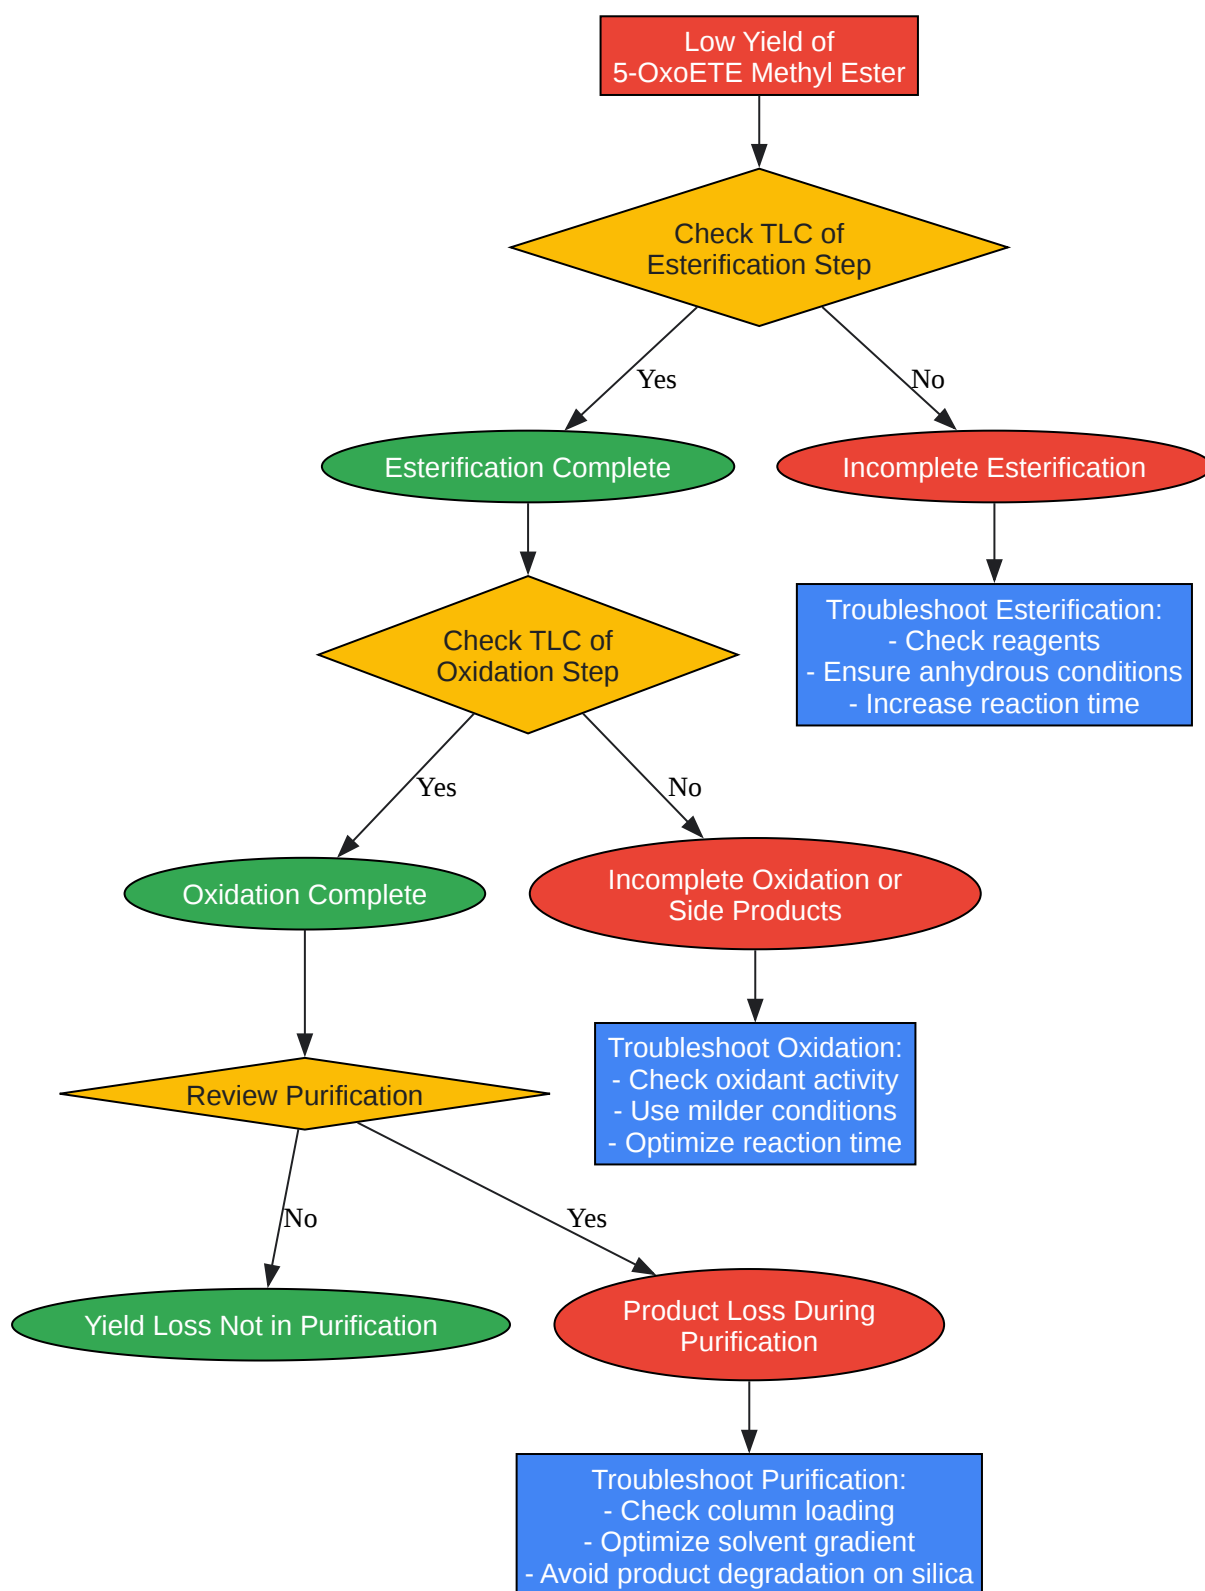 Low Yield of
5-OxoETE Methyl Ester
Check TLC of
Esterification Step
Yes
No
Esterification Complete
Incomplete Esterification
Check TLC of
Oxidation Step
Troubleshoot Esterification:
- Check reagents
- Ensure anhydrous conditions
- Increase reaction time
Yes
No
Oxidation Complete
Incomplete Oxidation or
Side Products
Review Purification
Troubleshoot Oxidation:
- Check oxidant activity
- Use milder conditions
- Optimize reaction time
No
Yes
Yield Loss Not in Purification
Product Loss During
Purification
Troubleshoot Purification:
- Check column loading
- Optimize solvent gradient
- Avoid product degradation on silica